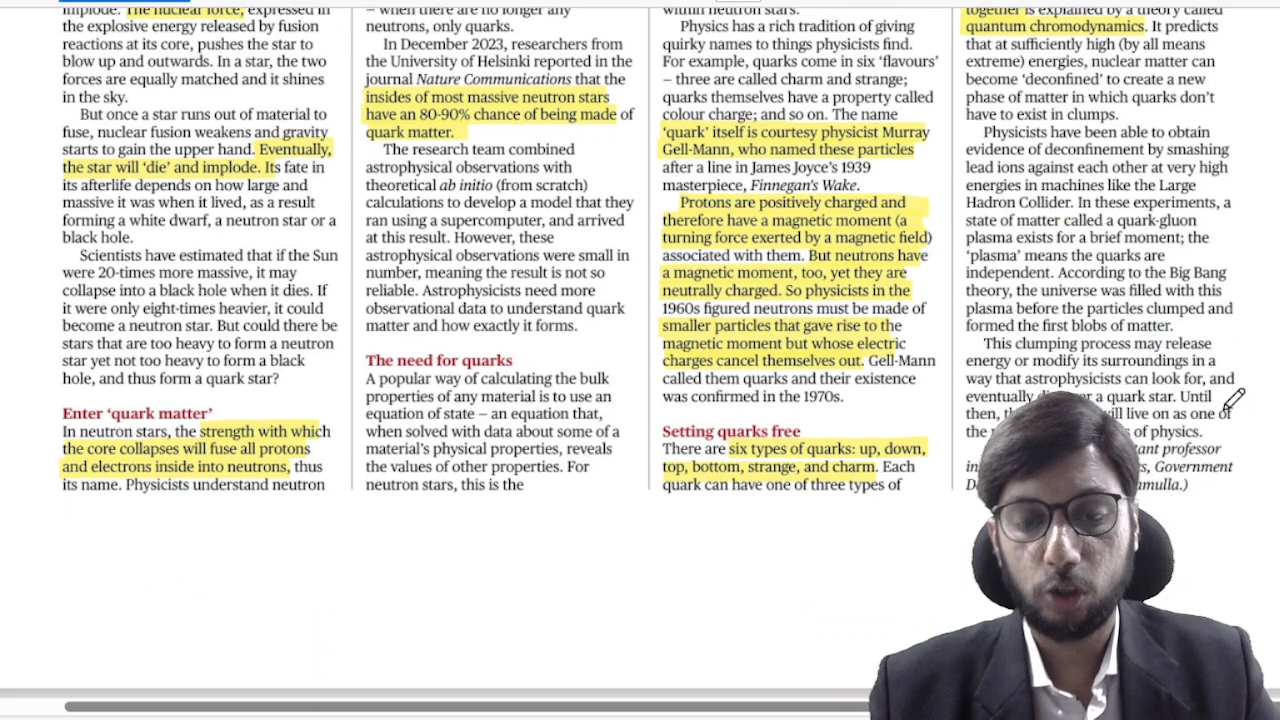 implode. The nuclear force, expressed in
the explosive energy released by fusion
reactions at its core, pushes the star to
blow up and outwards. In a star, the two
forces are equally matched and it shines
in the sky.
But once a star runs out of material to
fuse, nuclear fusion weakens and gravity
starts to gain the upper hand. Eventually,
the star will ‘die’ and implode. Its fate in
its afterlife depends on how large and
massive it was when it lived, as a result
forming a white dwarf, a neutron star or a
black hole.
Scientists have estimated that if the Sun
were 20-times more massive, it may
collapse into a black hole when it dies. If
it were only eight-times heavier, it could
become a neutron star. But could there be
stars that are too heavy to form a neutron
star yet not too heavy to form a black
hole, and thus form a quark star?
Enter ‘quark matter’
In neutron stars, the strength with which
the core collapses will fuse all protons
and electrons inside into neutrons, thus
its name. Physicists understand neutron
– when there are no longer any
neutrons, only quarks.
In December 2023, researchers from
the University of Helsinki reported in the
journal Nature Communications that the
insides of most massive neutron stars
have an 80-90% chance of being made of
quark matter.
The research team combined
astrophysical observations with
theoretical ab initio (from scratch)
calculations to develop a model that they
ran using a supercomputer, and arrived
at this result. However, these
astrophysical observations were small in
number, meaning the result is not so
reliable. Astrophysicists need more
observational data to understand quark
matter and how exactly it forms.
The need for quarks
A popular way of calculating the bulk
properties of any material is to use an
equation of state – an equation that,
when solved with data about some of a
material’s physical properties, reveals
the values of other properties. For
neutron stars, this is the
within neutron stars.
Physics has a rich tradition of giving
quirky names to things physicists find.
For example, quarks come in six ‘flavours’
– three are called charm and strange;
quarks themselves have a property called
colour charge; and so on. The name
‘quark’ itself is courtesy physicist Murray
Gell-Mann, who named these particles
after a line in James Joyce’s 1939
masterpiece, Finnegan’s Wake.
Protons are positively charged and
therefore have a magnetic moment (a
turning force exerted by a magnetic field)
associated with them. But neutrons have
a magnetic moment, too, yet they are
neutrally charged. So physicists in the
1960s figured neutrons must be made of
smaller particles that gave rise to the
magnetic moment but whose electric
charges cancel themselves out. Gell-Mann
called them quarks and their existence
was confirmed in the 1970s.
Setting quarks free
There are six types of quarks: up, down,
top, bottom, strange, and charm. Each
quark can have one of three types of
together is explained by a theory called
quantum chromodynamics. It predicts
that at sufficiently high (by all means
extreme) energies, nuclear matter can
become ‘deconfined’ to create a new
phase of matter in which quarks don’t
have to exist in clumps.
Physicists have been able to obtain
evidence of deconfinement by smashing
lead ions against each other at very high
energies in machines like the Large
Hadron Collider. In these experiments, a
state of matter called a quark-gluon
plasma exists for a brief moment; the
‘plasma’ means the quarks are
independent. According to the Big Bang
theory, the universe was filled with this
plasma before the particles clumped and
formed the first blobs of matter.
This clumping process may release
energy or modify its surroundings in a
way that astrophysicists can look for, and
eventually a quark star. Until
then, will live on as one of
the of physics.
professor
Government